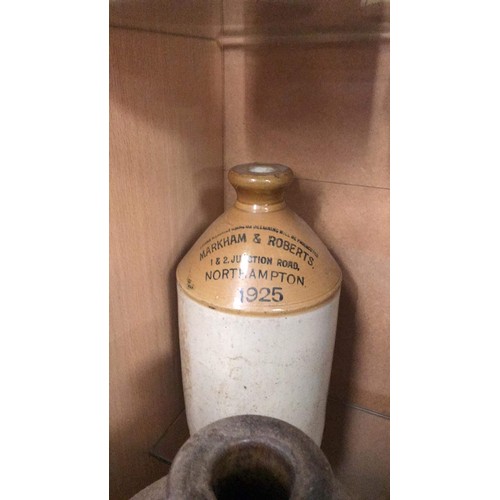 MARKHAM & ROBERTS,
1 & 2. JUNCTION ROAD,
NORTHAMPTON
1925